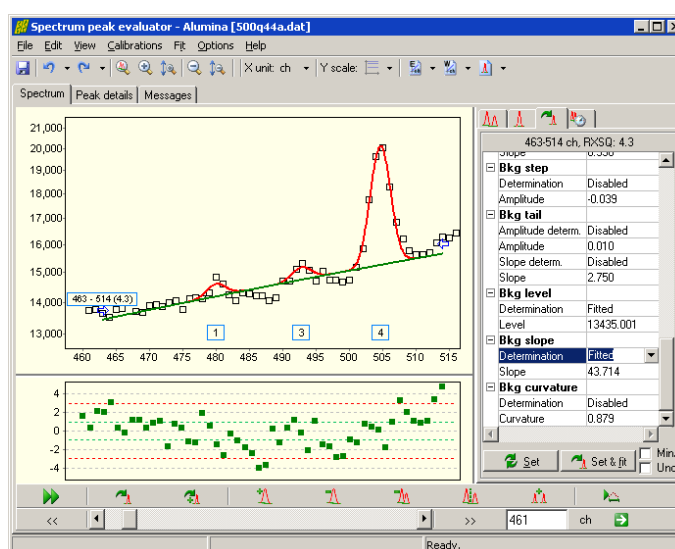 Spectrum peak evaluator - Alumina [500q44a.dat]
File Edit View Calibrations Fit Options Help
X unit: ch Y scale:
Spectrum Peak details Messages
21,000
20,000
19,000
18,000
17,000
16,000
15,000
14,000
13,000
463 - 514 (4.3)
1 3 4
460 465 470 475 480 485 490 495 500 505 510 515
4
2
0
-2
-4
463-514 ch, RXSQ: 4.3
Slope 0.550
Bkg step
Determination Disabled
Amplitude -0.039
Bkg tail
Amplitude determ. Disabled
Amplitude 0.010
Slope determ. Disabled
Slope 2.750
Bkg level
Determination Fitted
Level 13435.001
Bkg slope
Determination Fitted
Slope 43.714
Bkg curvature
Determination Disabled
Curvature 0.879
Set Set & fit Min.
Unc
<< >> 461 ch
Ready.